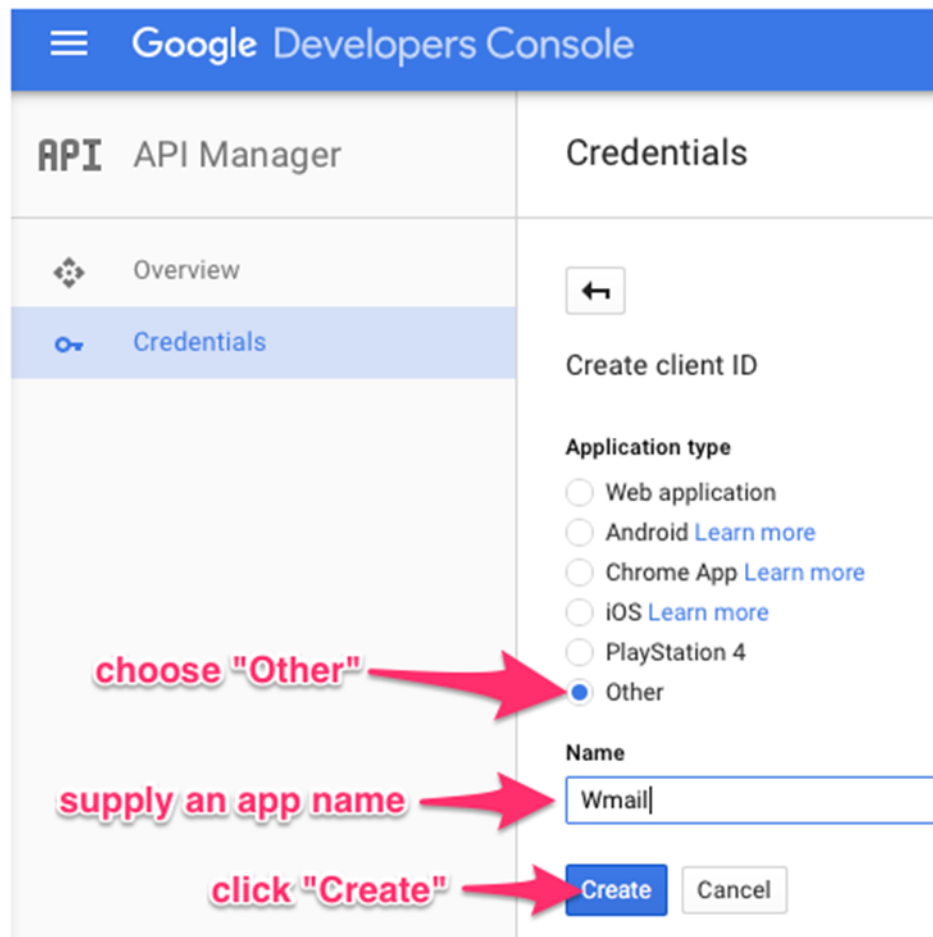 Google Developers Console
API API Manager
Credentials
Overview
Credentials
Create client ID
Application type
Web application
Android Learn more
Chrome App Learn more
iOS Learn more
PlayStation 4
choose "Other"
Other
Name
supply an app name
Wmail
click "Create"
Create
Cancel